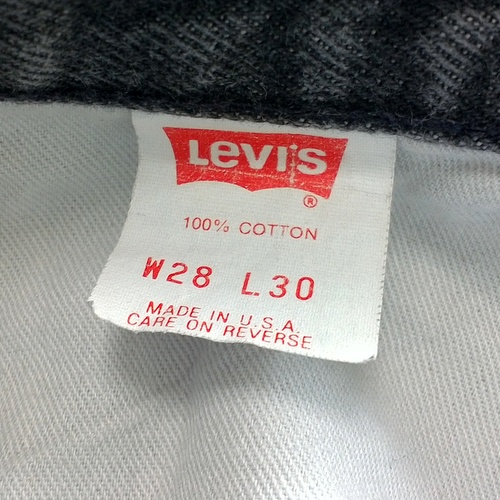 Levi's
®
100% COTTON
W28 L30
MADE IN U.S.A.
CARE ON REVERSE